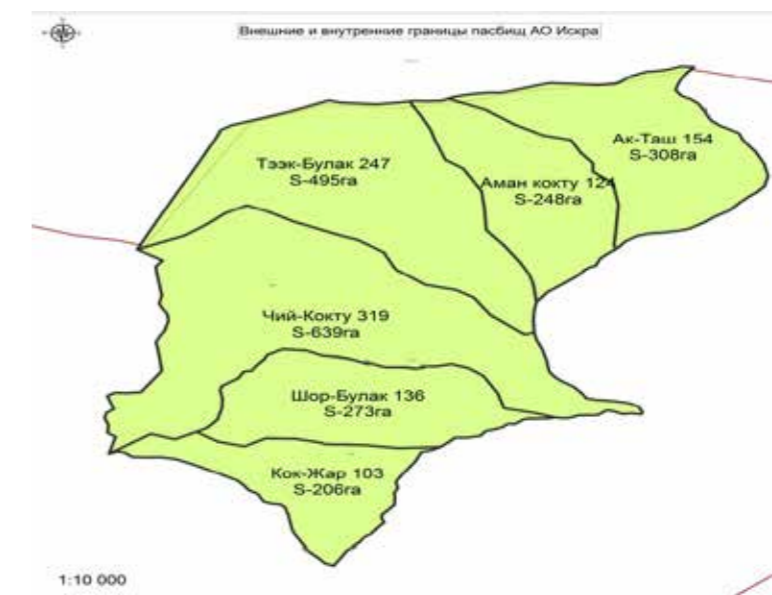 Внешние и внутренние границы пасбищ АО Искра
Ак-Таш 154
S-308га
Тээк-Булак 247
S-495га
Аман кокту 124
S-248га
Чий-Кокту 319
S-639га
Шор-Булак 136
S-273га
Кок-Жар 103
S-206га
1:10 000